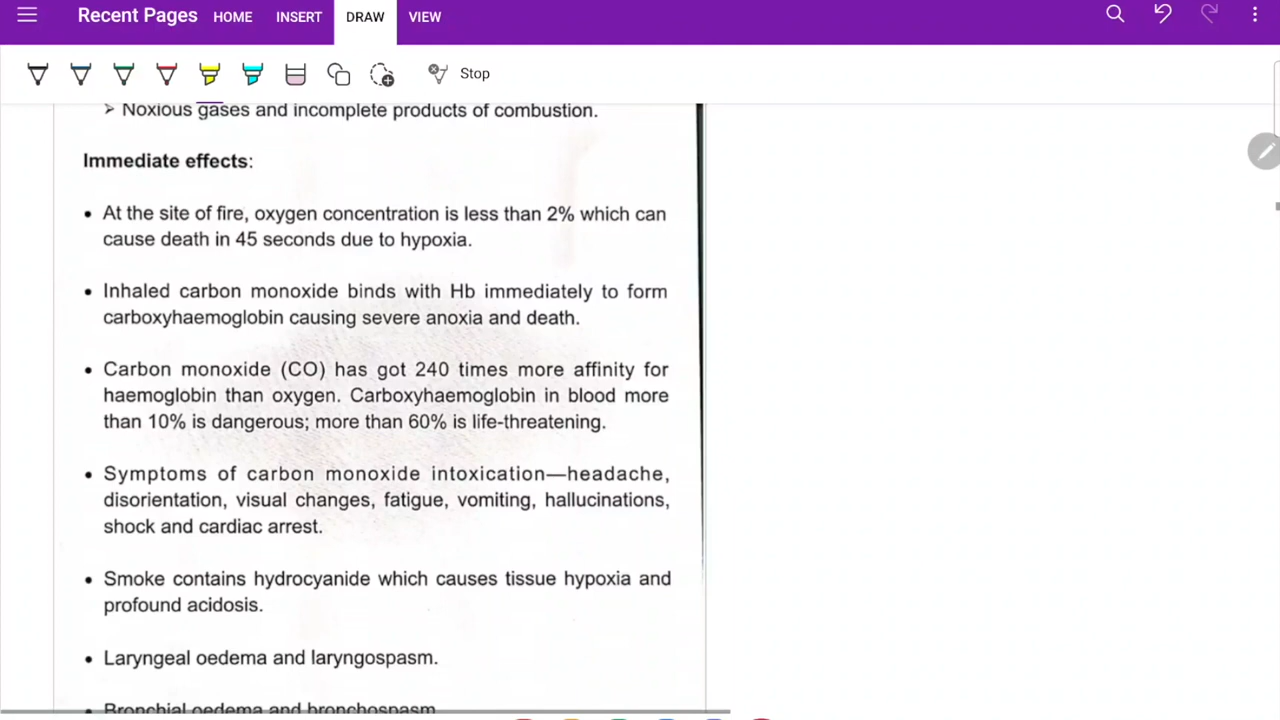 Recent Pages HOME INSERT DRAW VIEW
Stop
➢ Noxious gases and incomplete products of combustion.
Immediate effects:
• At the site of fire, oxygen concentration is less than 2% which can
cause death in 45 seconds due to hypoxia.
• Inhaled carbon monoxide binds with Hb immediately to form
carboxyhaemoglobin causing severe anoxia and death.
• Carbon monoxide (CO) has got 240 times more affinity for
haemoglobin than oxygen. Carboxyhaemoglobin in blood more
than 10% is dangerous; more than 60% is life-threatening.
• Symptoms of carbon monoxide intoxication—headache,
disorientation, visual changes, fatigue, vomiting, hallucinations,
shock and cardiac arrest.
• Smoke contains hydrocyanide which causes tissue hypoxia and
profound acidosis.
• Laryngeal oedema and laryngospasm.
• Bronchial oedema and bronchospasm